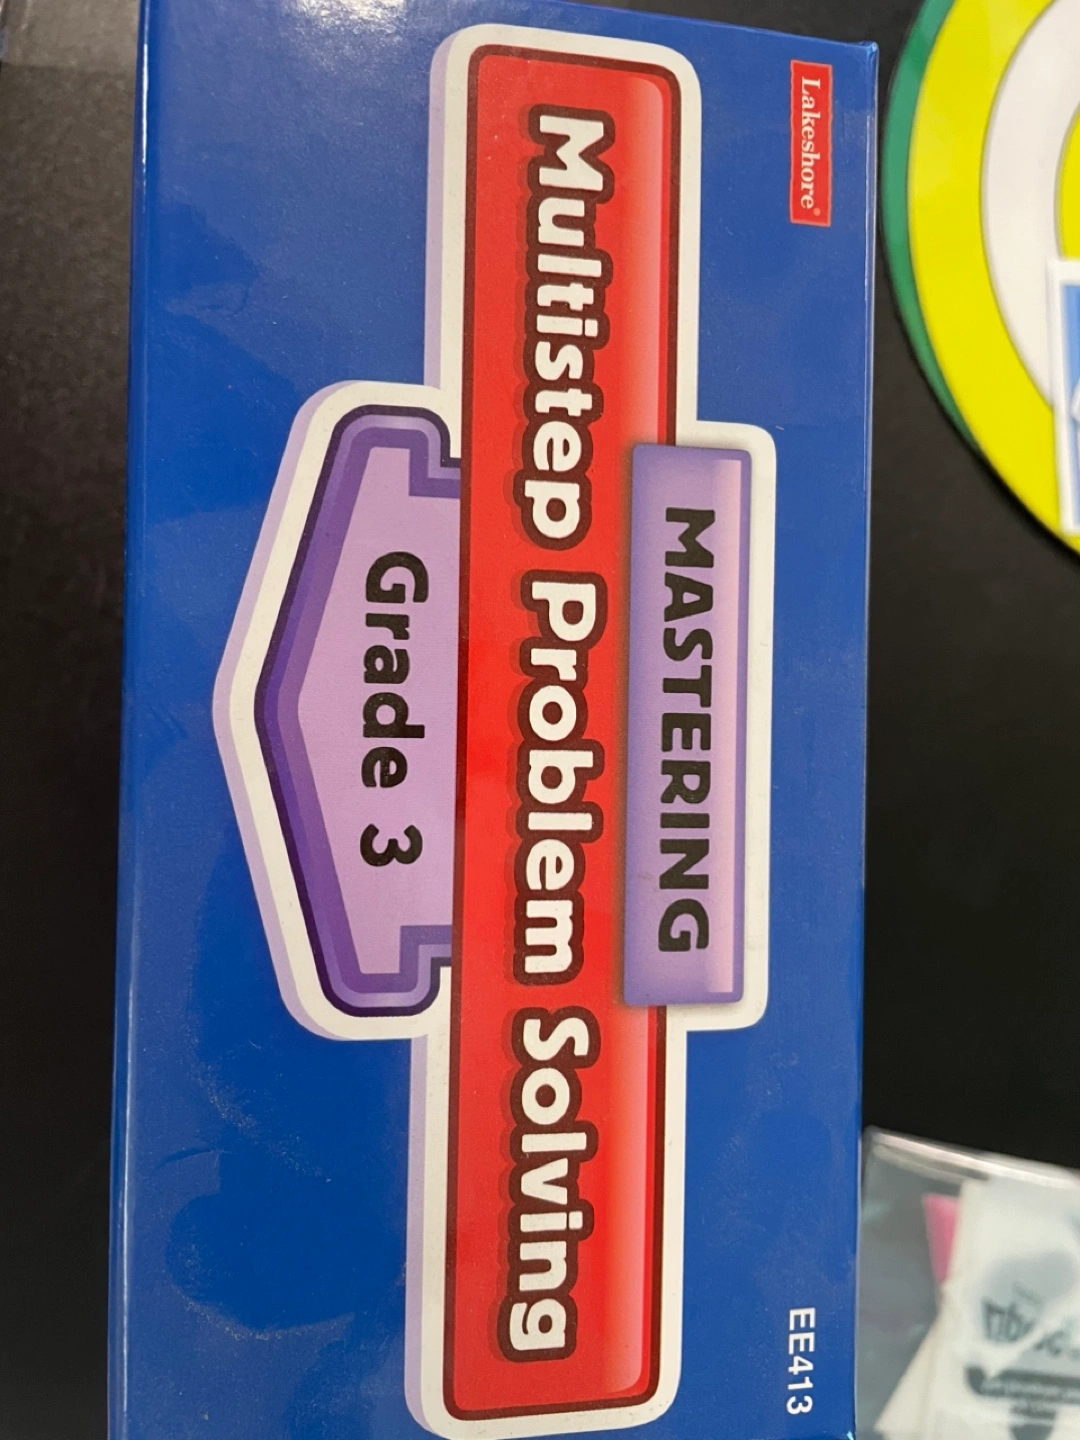 Lakeshore®
EE413
MASTERING
Multistep Problem Solving
Grade 3